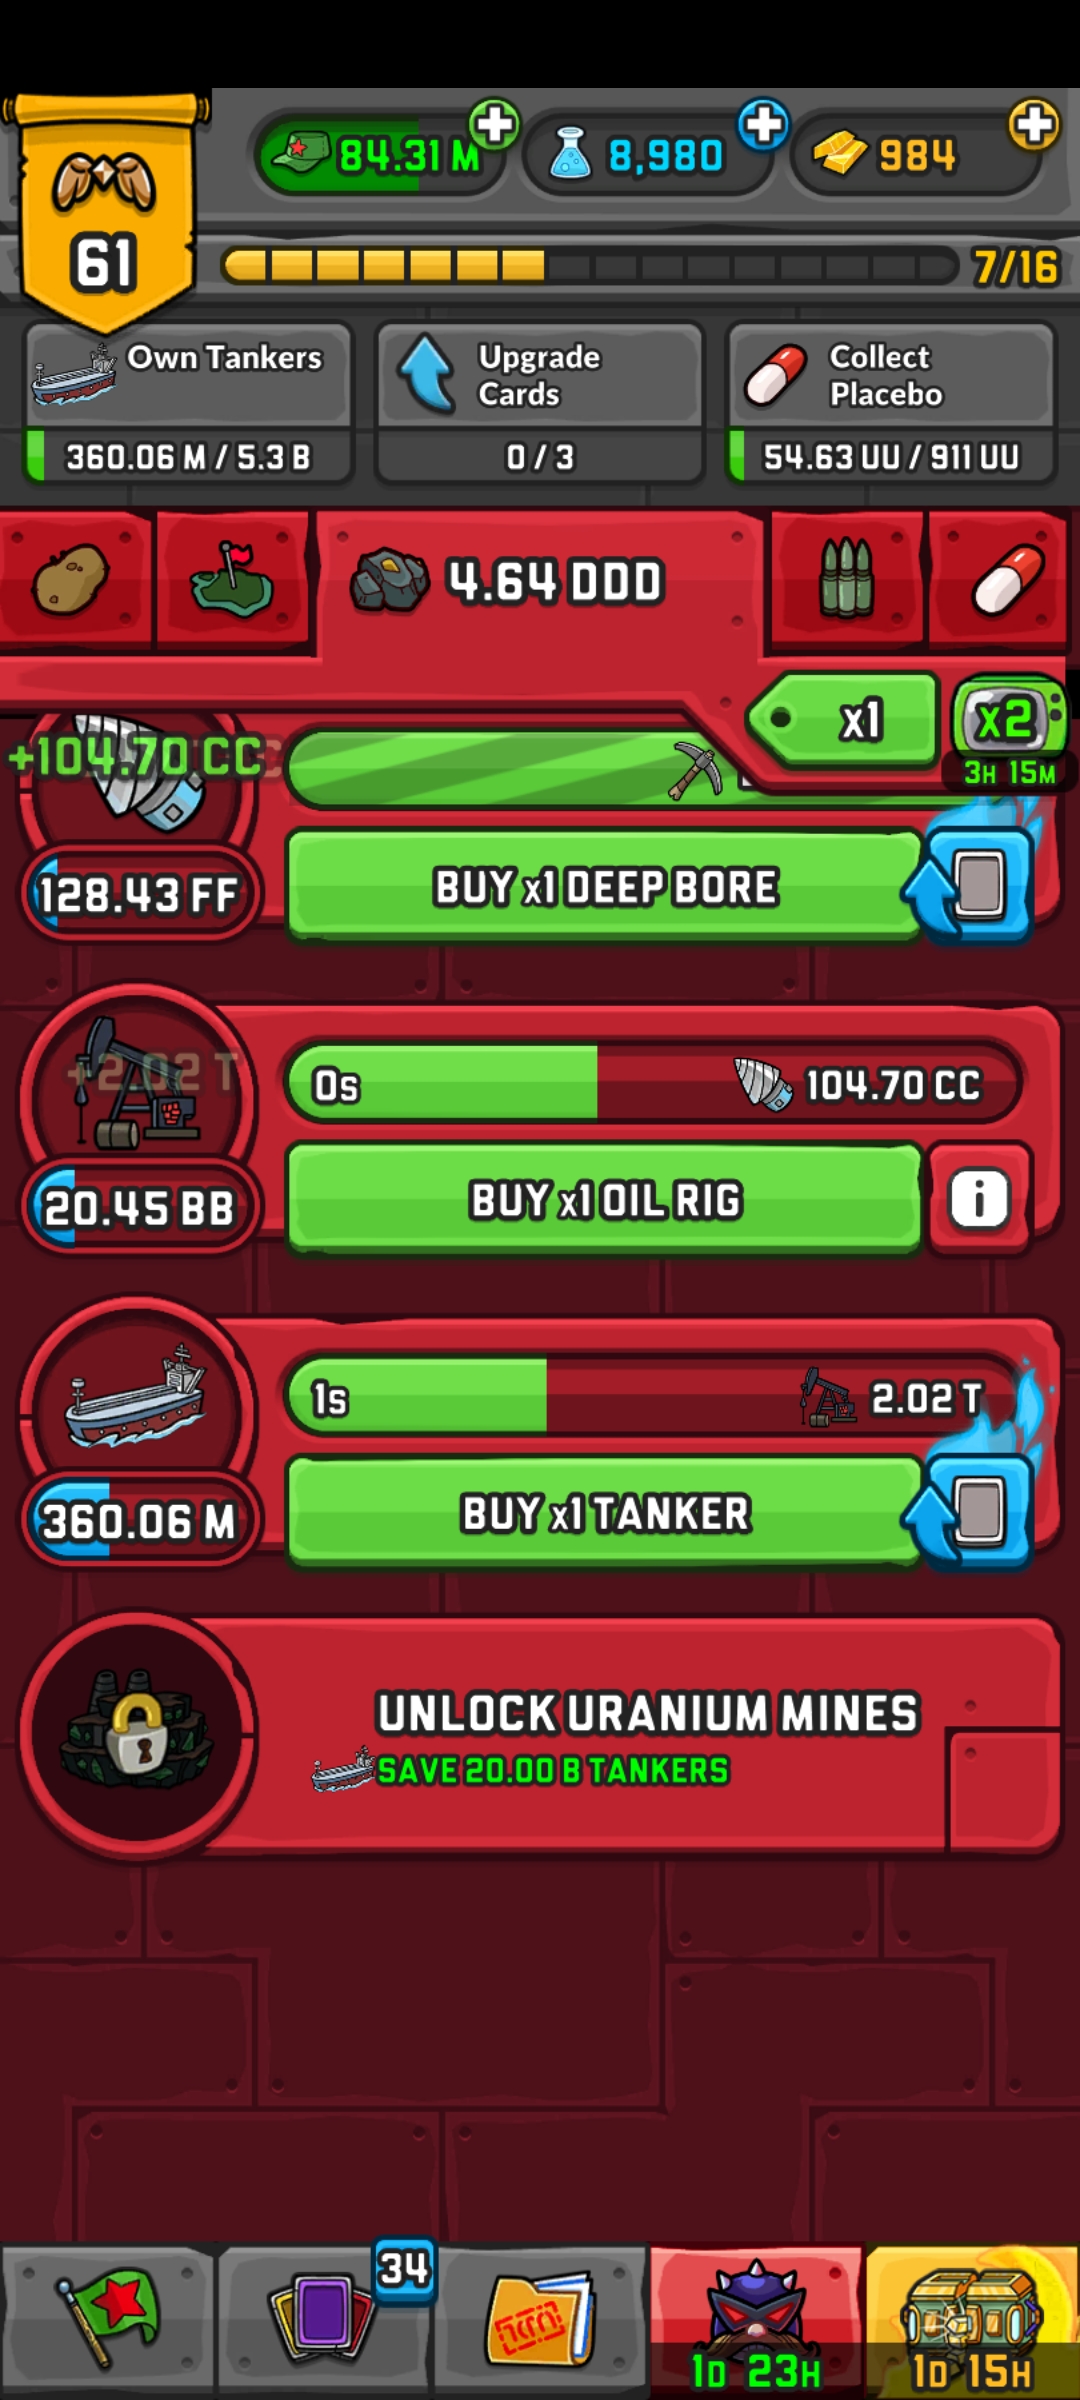 84.31 M
8,980
984
61
7/16
Own Tankers
360.06 M / 5.3 B
Upgrade
Cards
0 / 3
Collect
Placebo
54.63 UU / 911 UU
4.64 DDD
x1
x2
3H 15M
+104.70 CC
128.43 FF
BUY x1 DEEP BORE
+2.02 T
0s
104.70 CC
20.45 BB
BUY x1 OIL RIG
i
1s
2.02 T
360.06 M
BUY x1 TANKER
UNLOCK URANIUM MINES
SAVE 20.00 B TANKERS
34
1D 23H
1D 15H